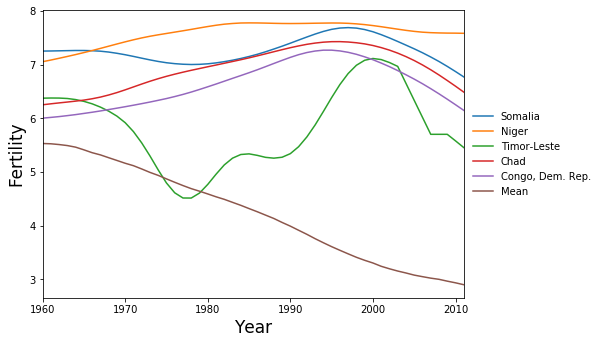 8
7
6
5
4
3
Fertility
1960
1970
1980
1990
2000
2010
Year
Somalia
Niger
Timor-Leste
Chad
Congo, Dem. Rep.
Mean